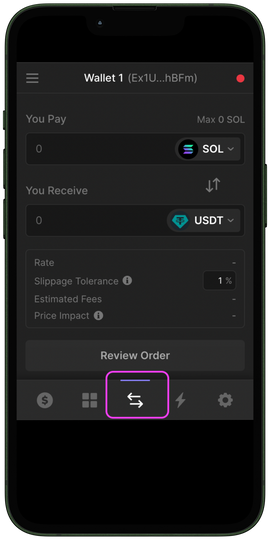 Wallet 1 (Ex1U...hBFm)
You Pay Max 0 SOL
0 SOL
You Receive
0 USDT
Rate -
Slippage Tolerance 1 %
Estimated Fees -
Price Impact -
Review Order